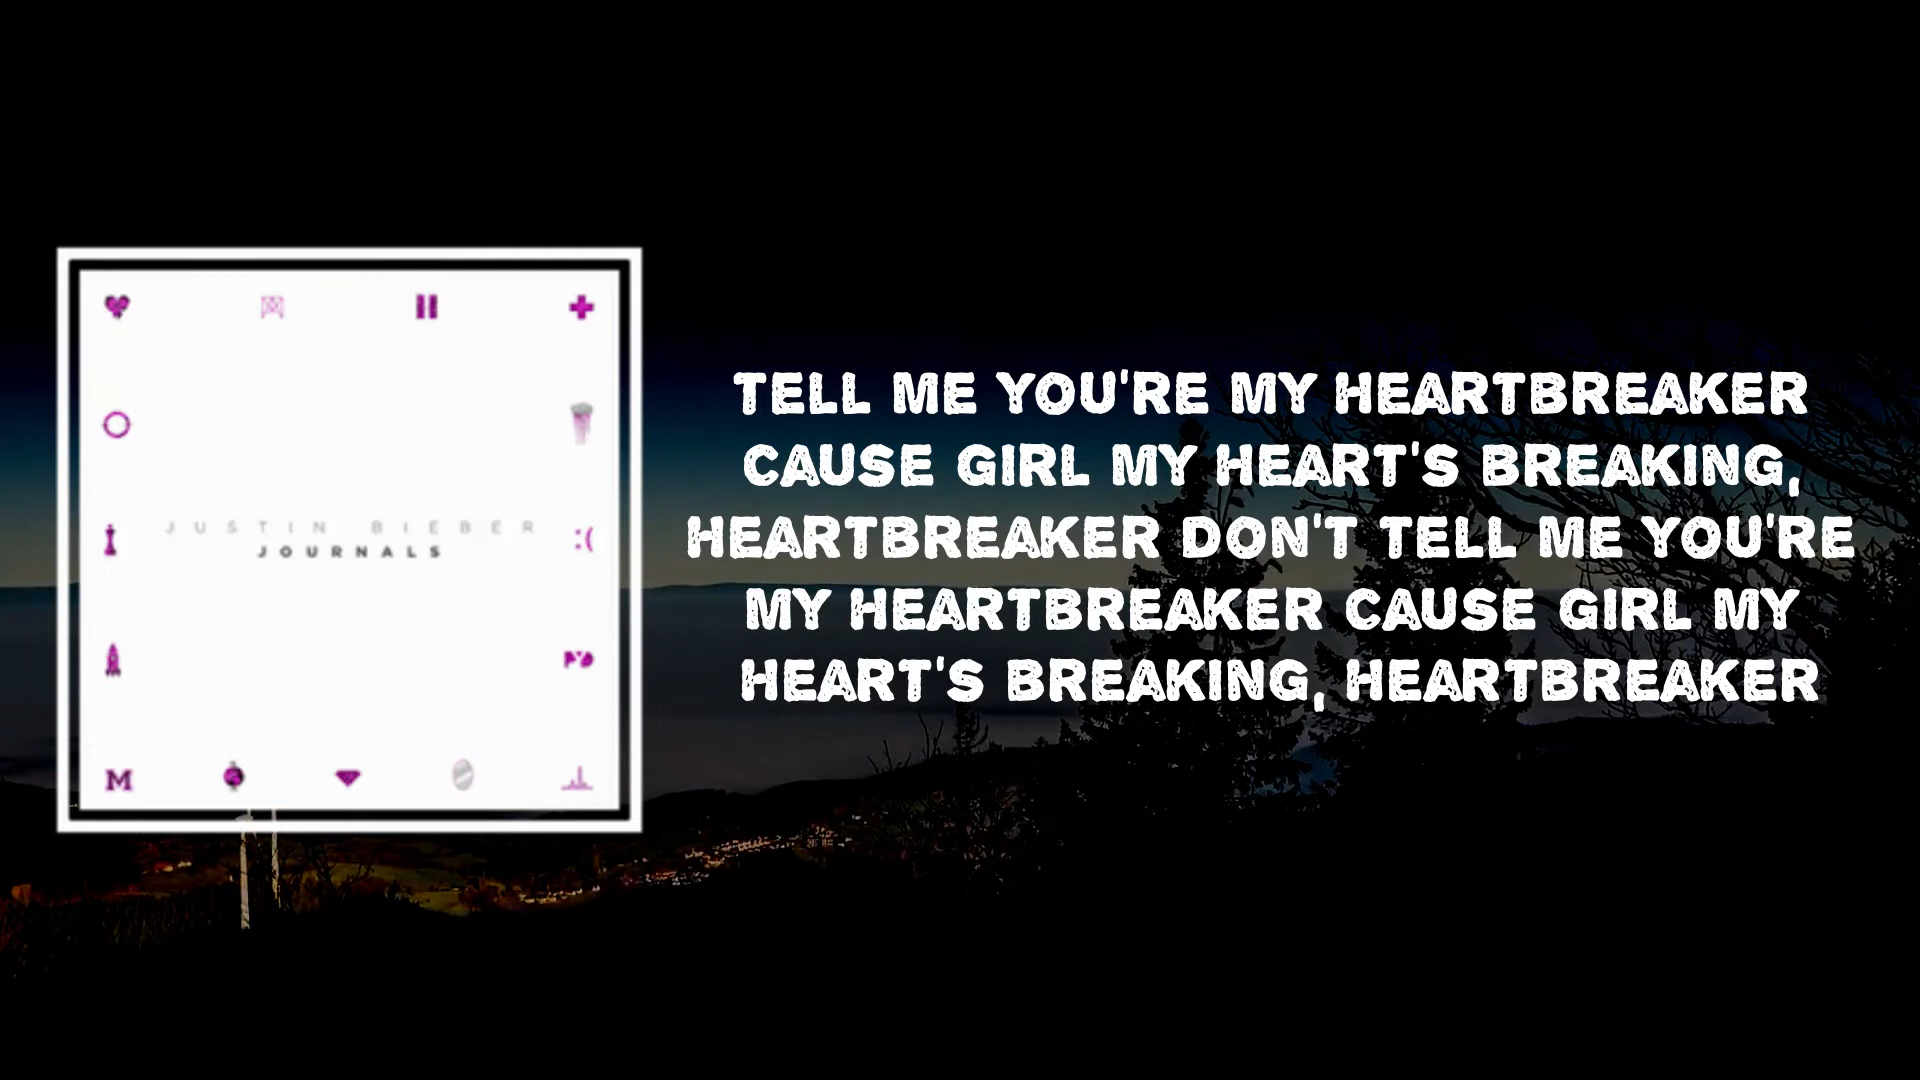 JUSTIN BIEBER
JOURNALS
:(
PYD
M
TELL ME YOU'RE MY HEARTBREAKER
CAUSE GIRL MY HEART'S BREAKING,
HEARTBREAKER DON'T TELL ME YOU'RE
MY HEARTBREAKER CAUSE GIRL MY
HEART'S BREAKING, HEARTBREAKER